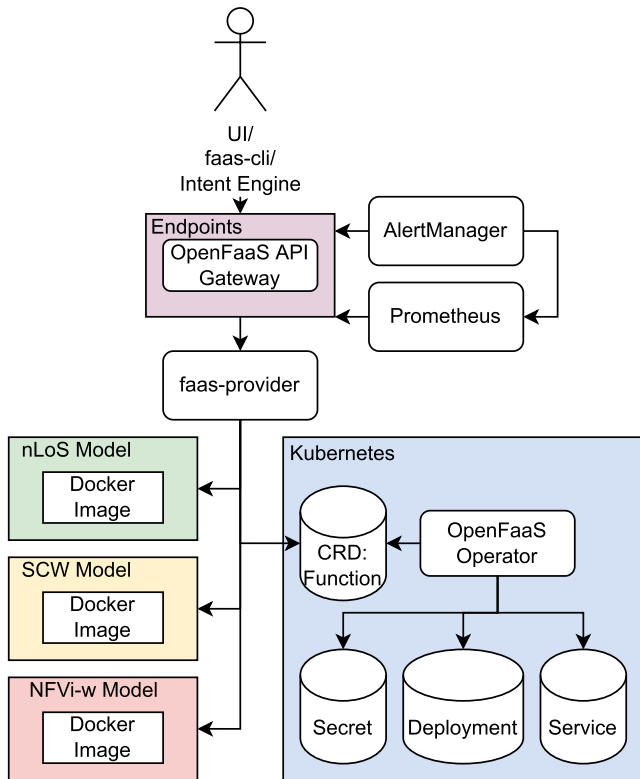 UI/
faas-cli/
Intent Engine
Endpoints
OpenFaaS API
Gateway
AlertManager
Prometheus
faas-provider
nLoS Model
Docker
Image
SCW Model
Docker
Image
NFVi-w Model
Docker
Image
Kubernetes
CRD:
Function
OpenFaaS
Operator
Secret
Deployment
Service